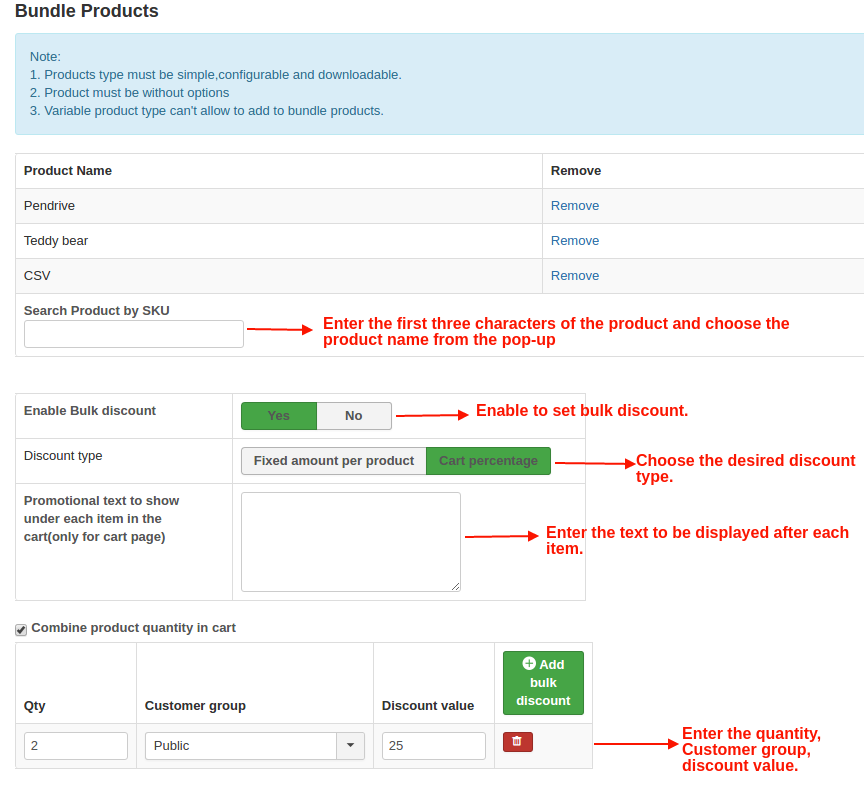 Bundle Products
Note:
1. Products type must be simple,configurable and downloadable.
2. Product must be without options
3. Variable product type can't allow to add to bundle products.
Product Name Remove
Pendrive Remove
Teddy bear Remove
CSV Remove
Search Product by SKU
Enter the first three characters of the product and choose the
product name from the pop-up
Enable Bulk discount Yes No Enable to set bulk discount.
Discount type Fixed amount per product Cart percentage Choose the desired discount
type.
Promotional text to show
under each item in the
cart(only for cart page)
Enter the text to be displayed after each
item.
Combine product quantity in cart
Qty Customer group Discount value
Add
bulk
discount
2 Public 25
Enter the quantity,
Customer group,
discount value.